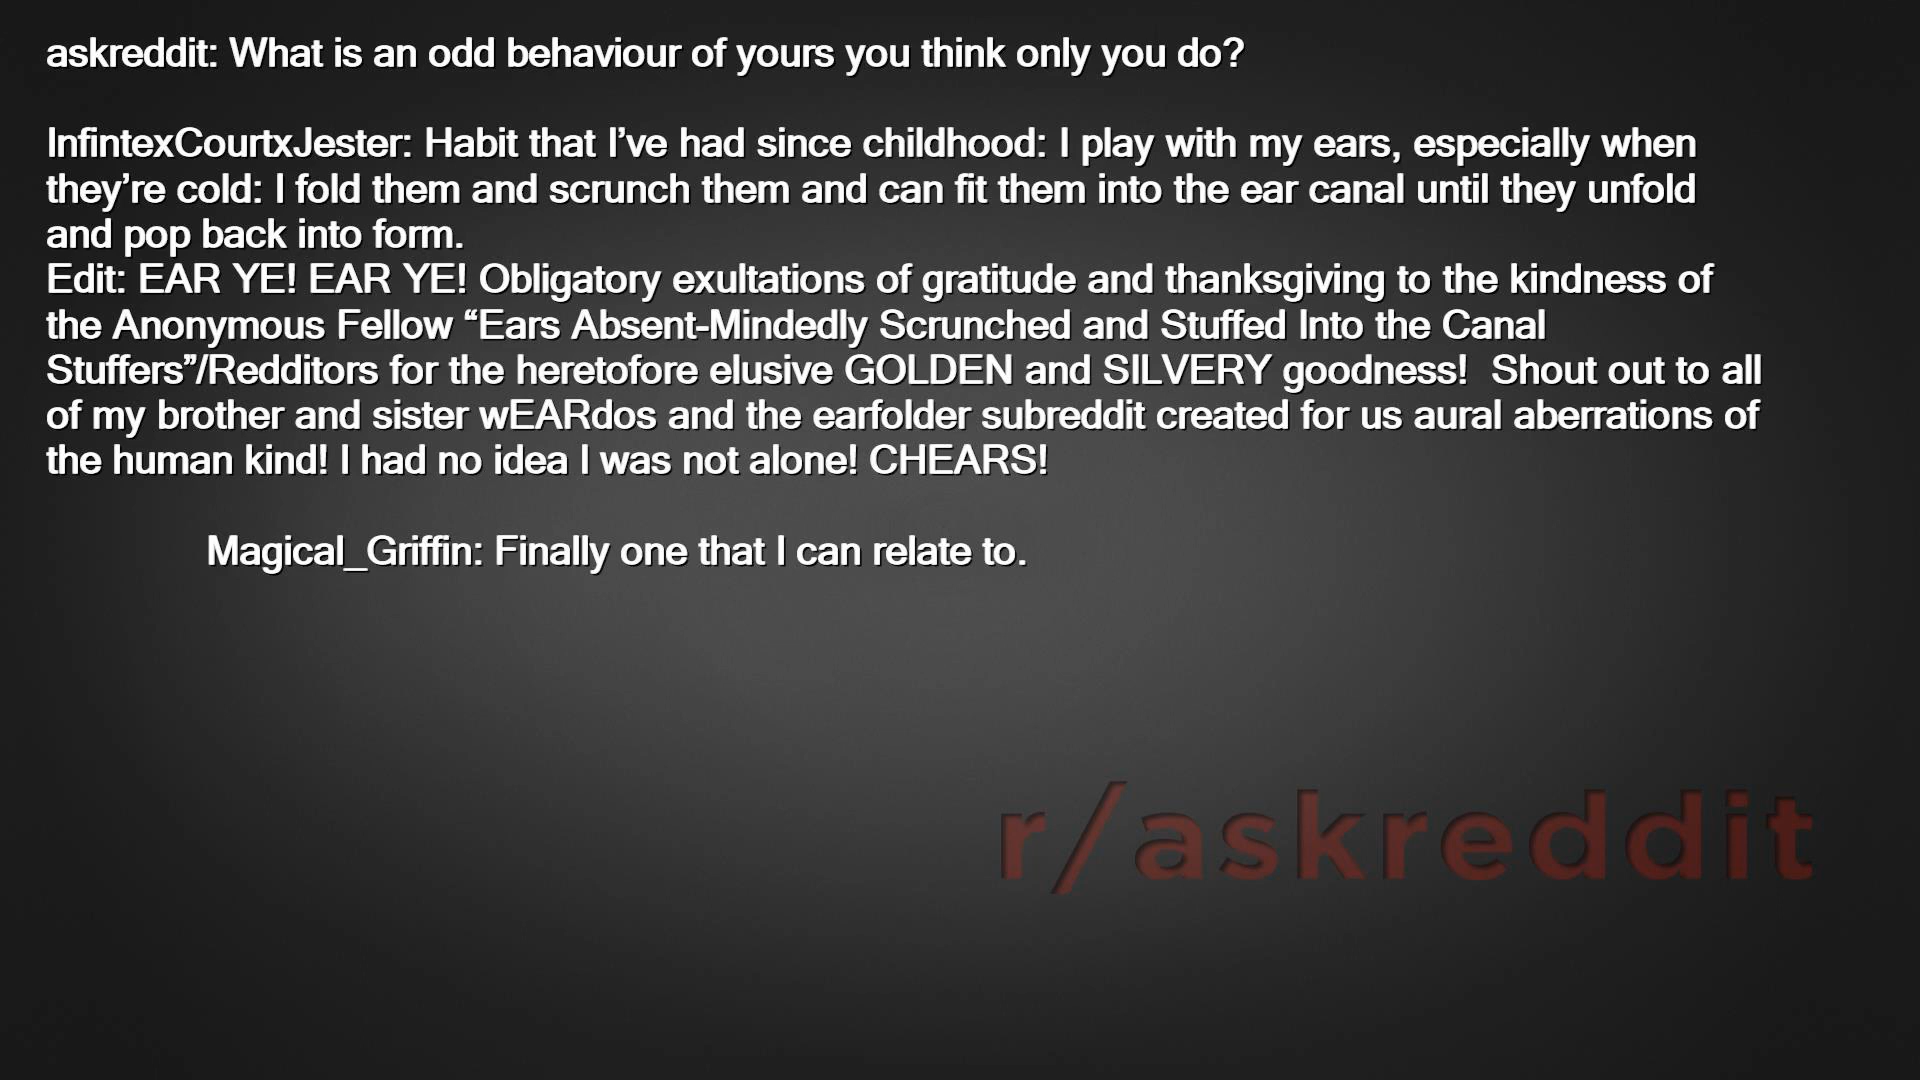 askreddit: What is an odd behaviour of yours you think only you do?
InfintexCourtxJester: Habit that I’ve had since childhood: I play with my ears, especially when
they’re cold: I fold them and scrunch them and can fit them into the ear canal until they unfold
and pop back into form.
Edit: EAR YE! EAR YE! Obligatory exultations of gratitude and thanksgiving to the kindness of
the Anonymous Fellow “Ears Absent-Mindedly Scrunched and Stuffed Into the Canal
Stuffers”/Redditors for the heretofore elusive GOLDEN and SILVERY goodness!  Shout out to all
of my brother and sister wEARdos and the earfolder subreddit created for us aural aberrations of
the human kind! I had no idea I was not alone! CHEARS!
Magical_Griffin: Finally one that I can relate to.
r/askreddit